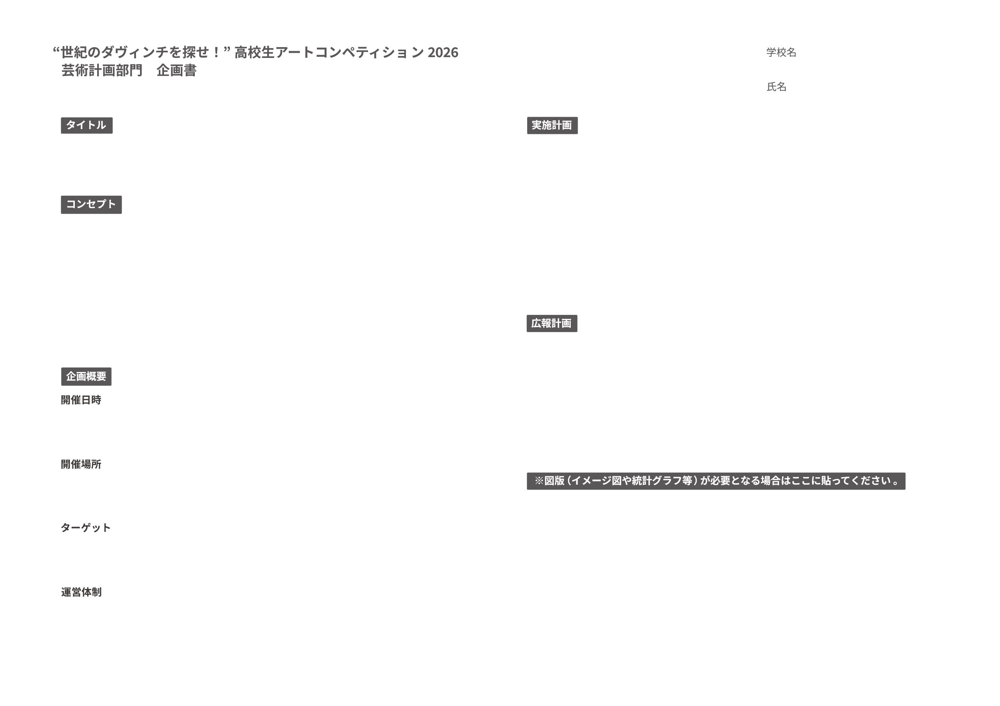 “世紀のダヴィンチを探せ！”高校生アートコンペティション2026
芸術計画部門　企画書
学校名
氏名
タイトル
コンセプト
企画概要
開催日時
開催場所
ターゲット
運営体制
実施計画
広報計画
※図版（イメージ図や統計グラフ等）が必要となる場合はここに貼ってください。